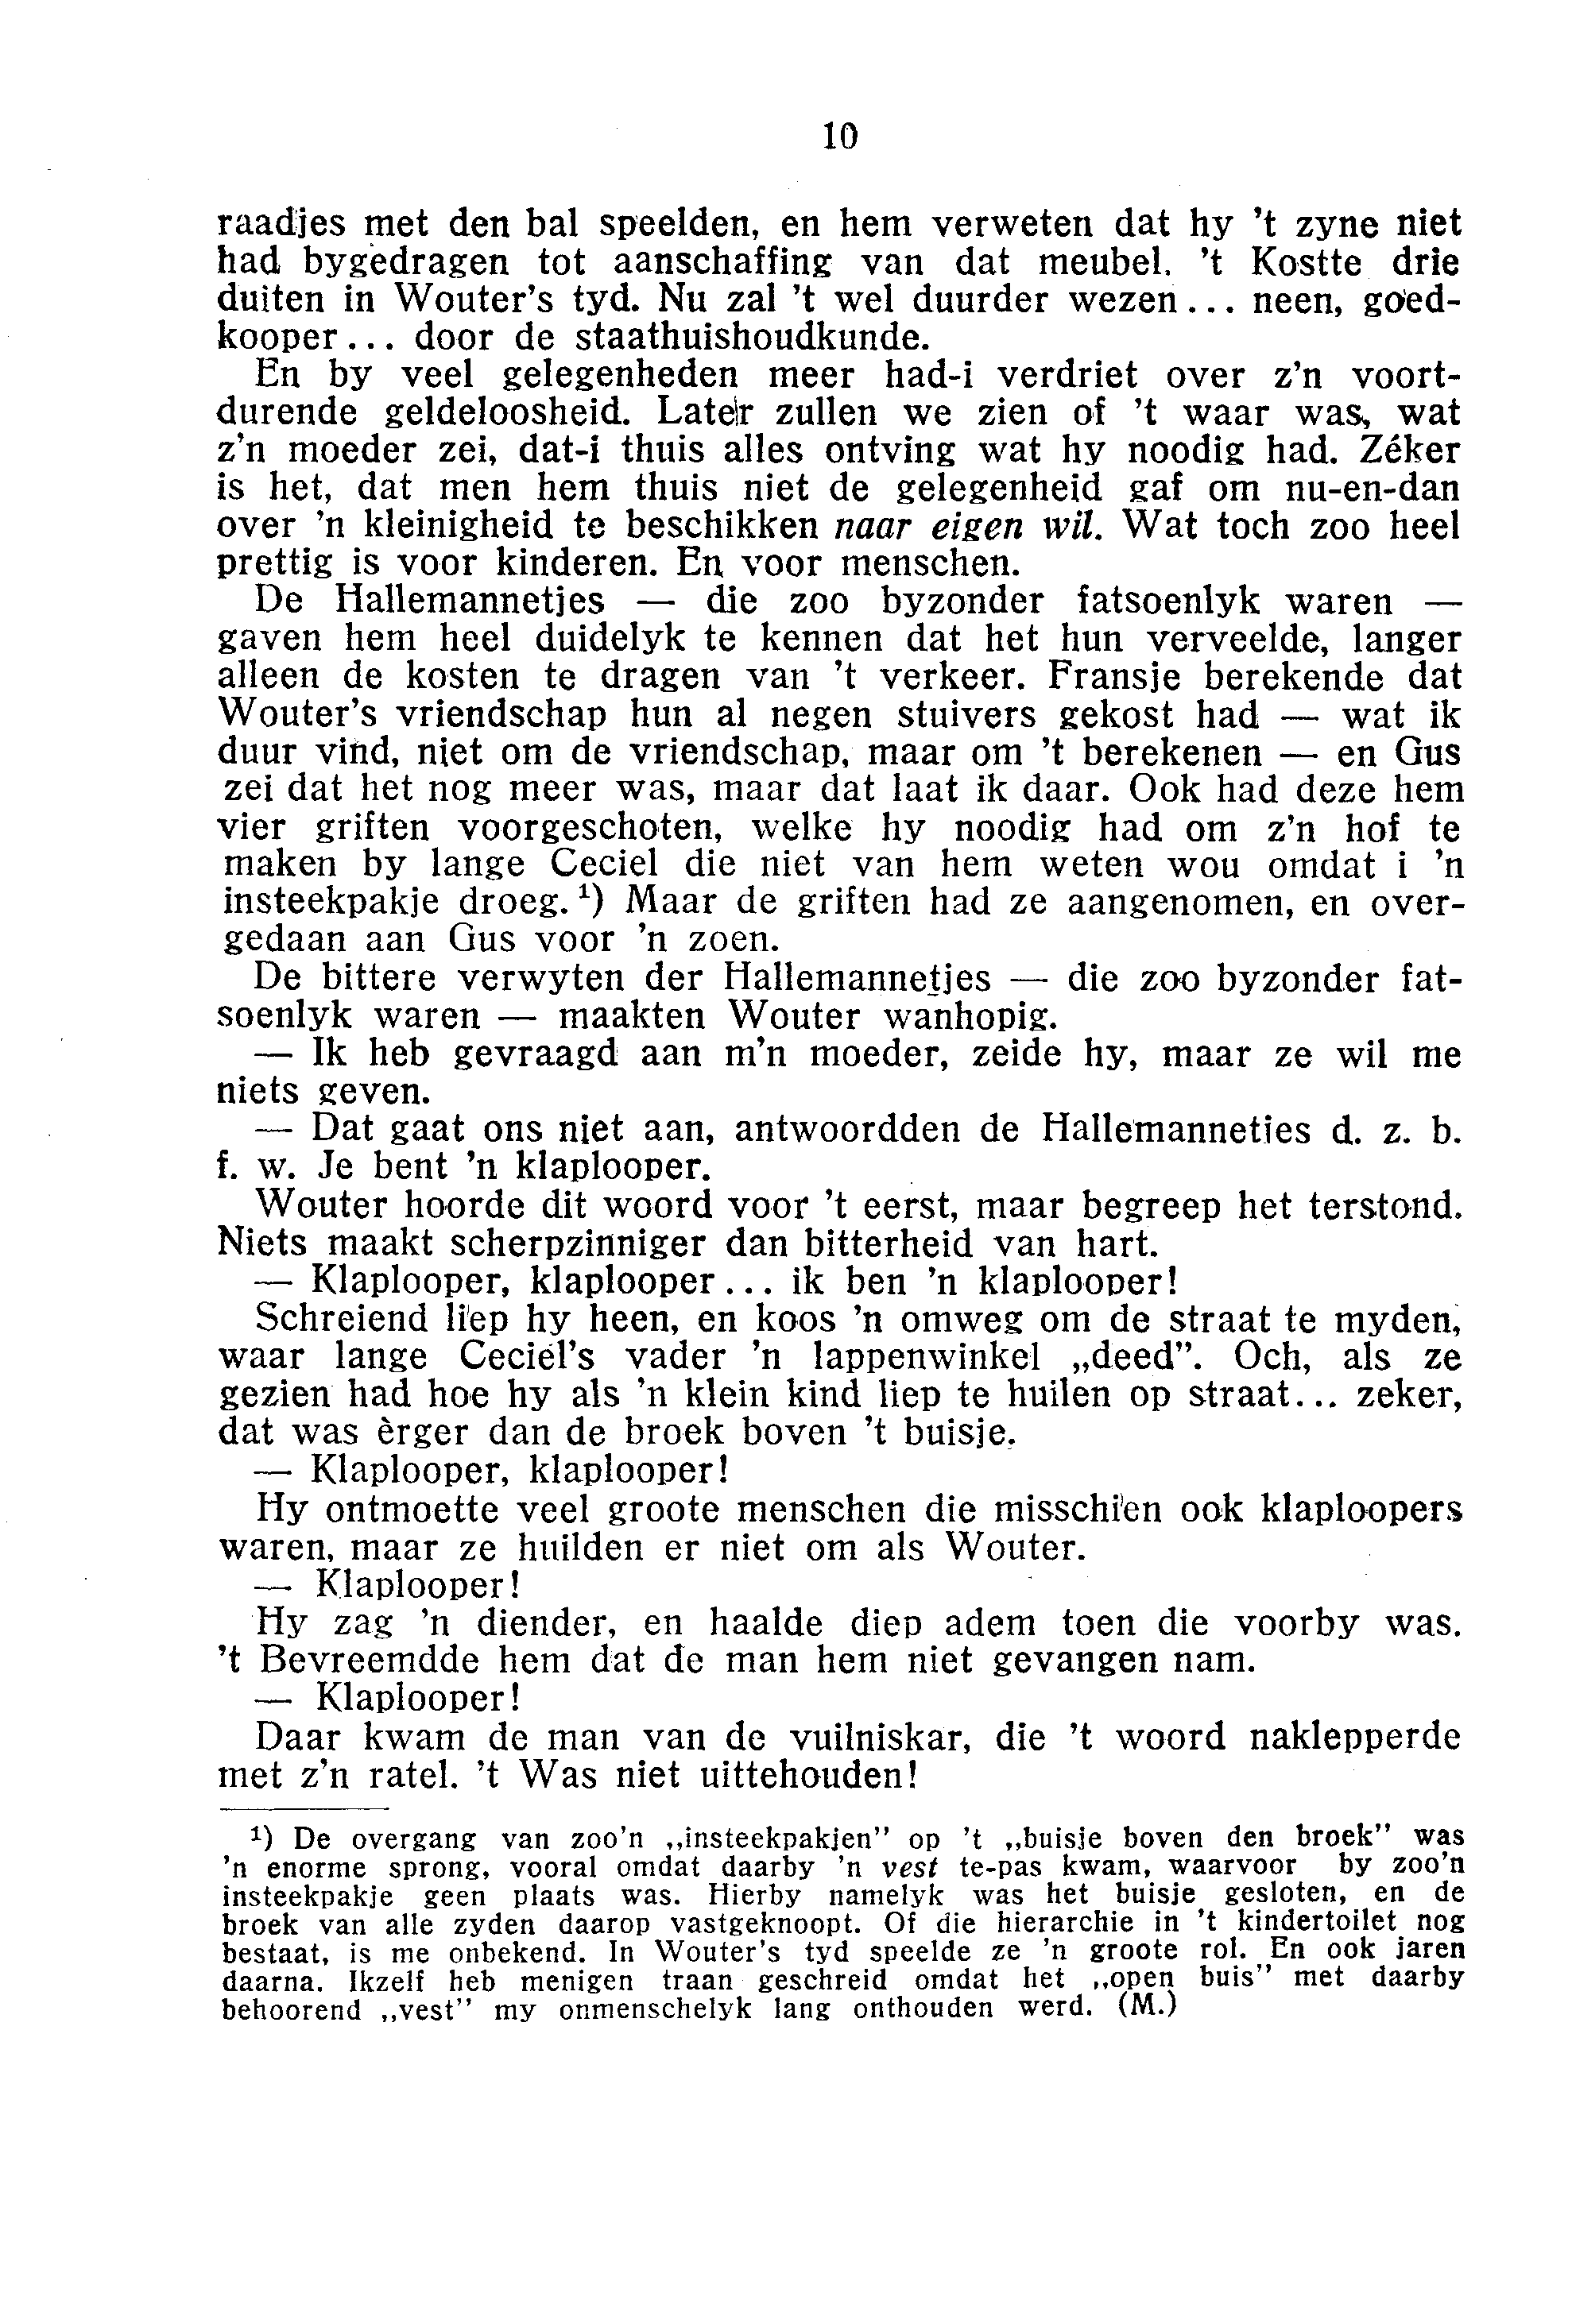 10
raadjes met den bal speelden, en hem verweten dat hy 't zyne niet
had bygedragen tot aanschaffing van dat meubel. 't Kostte drie
duiten in Wouter's tyd. Nu zal 't wel duurder wezen... neen, goed-
kooper... door de staathuishoudkunde.
En by veel gelegenheden meer had-i verdriet over z'n voort-
durende geldeloosheid. Later zullen we zien of 't waar was, wat
z'n moeder zei, dat-i thuis alles ontving wat hy noodig had. Zéker
is het, dat men hem thuis niet de gelegenheid gaf om nu-en-dan
over 'n kleinigheid te beschikken naar eigen wil. Wat toch zoo heel
prettig is voor kinderen. En voor menschen.
De Hallemannetjes — die zoo byzonder fatsoenlyk waren —
gaven hem heel duidelyk te kennen dat het hun verveelde, langer
alleen de kosten te dragen van 't verkeer. Fransje berekende dat
Wouter's vriendschap hun al negen stuivers gekost had — wat ik
duur vind, niet om de vriendschap, maar om 't berekenen — en Gus
zei dat het nog meer was, maar dat laat ik daar. Ook had deze hem
vier griften voorgeschoten, welke hy noodig had om z'n hof te
maken by lange Ceciel die niet van hem weten wou omdat i 'n
insteekpakje droeg. ¹) Maar de griften had ze aangenomen, en over-
gedaan aan Gus voor 'n zoen.
De bittere verwyten der Hallemannetjes — die zoo byzonder fat-
soenlyk waren — maakten Wouter wanhopig.
— Ik heb gevraagd aan m'n moeder, zeide hy, maar ze wil me
niets geven.
— Dat gaat ons niet aan, antwoordden de Hallemannetjes d. z. b.
f. w. Je bent 'n klaplooper.
Wouter hoorde dit woord voor 't eerst, maar begreep het terstond.
Niets maakt scherpzinniger dan bitterheid van hart.
— Klaplooper, klaplooper... ik ben 'n klaplooper!
Schreiend liep hy heen, en koos 'n omweg om de straat te myden,
waar lange Ceciel's vader 'n lappenwinkel „deed”. Och, als ze
gezien had hoe hy als 'n klein kind liep te huilen op straat... zeker,
dat was èrger dan de broek boven 't buisje.
— Klaplooper, klaplooper!
Hy ontmoette veel groote menschen die misschien ook klaploopers
waren, maar ze huilden er niet om als Wouter.
— Klaplooper!
Hy zag 'n diender, en haalde diep adem toen die voorby was.
't Bevreemdde hem dat de man hem niet gevangen nam.
— Klaplooper!
Daar kwam de man van de vuilniskar, die 't woord naklepperde
met z'n ratel. 't Was niet uittehouden!
¹) De overgang van zoo'n „insteekpakjen” op 't „buisje boven den broek” was
'n enorme sprong, vooral omdat daarby 'n vest te-pas kwam, waarvoor by zoo'n
insteekpakje geen plaats was. Hierby namelyk was het buisje gesloten, en de
broek van alle zyden daarop vastgeknoopt. Of die hierarchie in 't kindertoilet nog
bestaat, is me onbekend. In Wouter's tyd speelde ze 'n groote rol. En ook jaren
daarna. Ikzelf heb menigen traan geschreid omdat het „open buis” met daarby
behoorend „vest” my onmenschelyk lang onthouden werd. (M.)